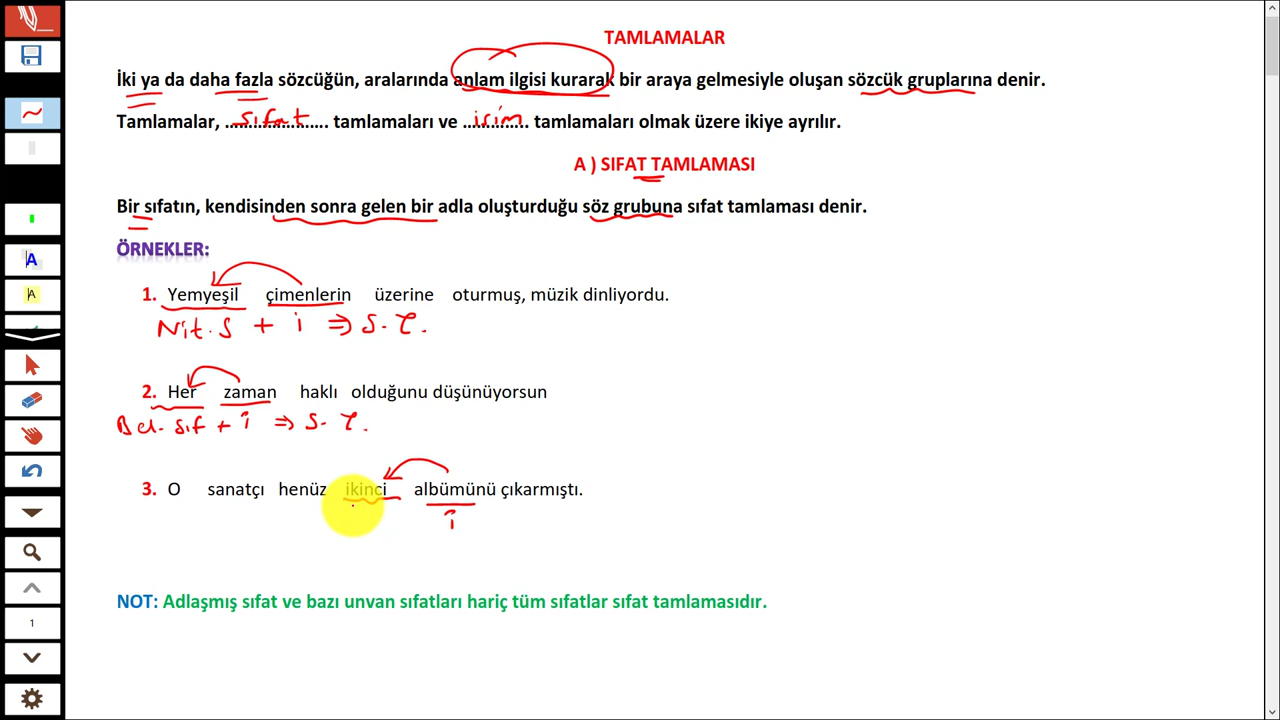 TAMLAMALAR
İki ya da daha fazla sözcüğün, aralarında anlam ilgisi kurarak bir araya gelmesiyle oluşan sözcük gruplarına denir.
Tamlamalar, ...sıfat... tamlamaları ve ...isim... tamlamaları olmak üzere ikiye ayrılır.
A ) SIFAT TAMLAMASI
Bir sıfatın, kendisinden sonra gelen bir adla oluşturduğu söz grubuna sıfat tamlaması denir.
ÖRNEKLER:
1. Yemyeşil çimenlerin üzerine oturmuş, müzik dinliyordu.
Nit. S + i ⇒ S. T.
2. Her zaman haklı olduğunu düşünüyorsun
Bel. sıf + i ⇒ S. T.
3. O sanatçı henüz ikinci albümünü çıkarmıştı.
i
NOT: Adlaşmış sıfat ve bazı unvan sıfatları hariç tüm sıfatlar sıfat tamlamasıdır.
A
A
1